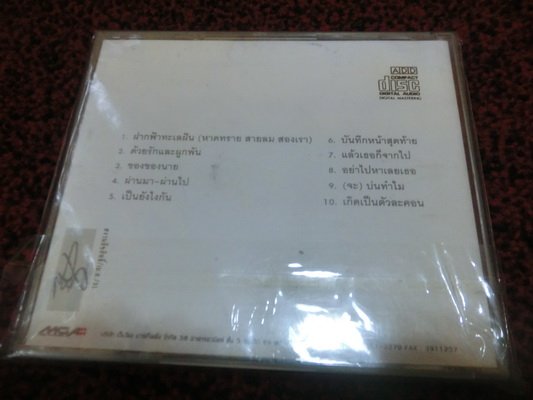 ADD
COMPACT
disc
DIGITAL AUDIO
DIGITAL MASTERING
1. ฝากฟ้าทะเลฝัน (หาดทราย สายลม สองเรา)
2. ด้วยรักและผูกพัน
3. ของของนาย
4. ผ่านมา-ผ่านไป
5. เป็นยังไงกัน
6. บันทึกหน้าสุดท้าย
7. แล้วเธอก็จากไป
8. อย่าไปหาเลยเธอ
9. (จะ) บ่นทำไม
10. เกิดเป็นตัวละคอน